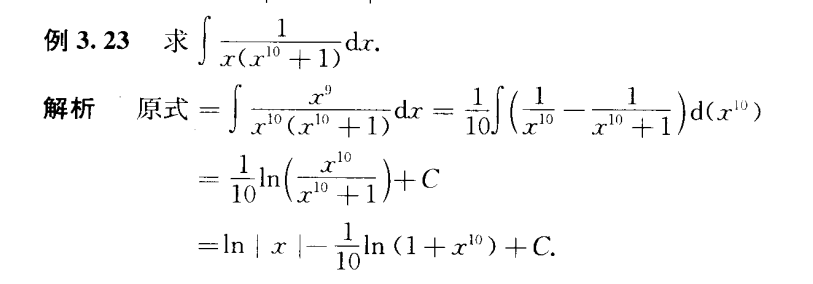 例 3.23 求 ∫ 1/(x(x¹⁰+1)) dx.
解析 原式 = ∫ x⁹/(x¹⁰(x¹⁰+1)) dx = 1/10 ∫(1/x¹⁰ − 1/(x¹⁰+1))d(x¹⁰)
= 1/10 ln(x¹⁰/(x¹⁰+1)) + C
=ln|x|− 1/10 ln(1+x¹⁰)+C.